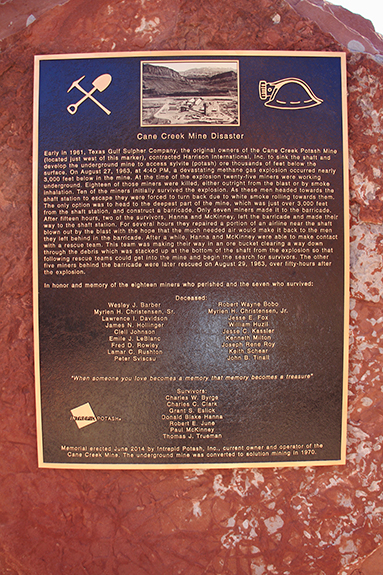 Cane Creek Mine Disaster
Early in 1961, Texas Gulf Sulpher Company, the original owners of the Cane Creek Potash Mine
(located just west of this marker), contracted Harrison International, Inc. to sink the shaft and
develop the underground mine to access sylvite (potash) ore thousands of feet below the
surface. On August 27, 1963, at 4:40 PM, a devastating methane gas explosion occurred nearly
3,000 feet below in the mine. At the time of the explosion twenty-five miners were working
underground. Eighteen of those miners were killed, either outright from the blast or by smoke
inhalation. Ten of the miners initially survived the explosion. As these men headed towards the
shaft station to escape they were forced to turn back due to white smoke rolling towards them.
The only option was to head to the deepest part of the mine, which was just over 3,000 feet
from the shaft, and construct a barricade. Only seven of the ten made it to the barricade.
After fifteen hours, two of the survivors, Hanna and McKinney, left the barricade and made their
way to the shaft station. For several hours they repaired a portion of an airline near the shaft
blown out by the blast with the hope that the much needed air would make it back to the men
they left behind in the barricade. After a while, Hanna and McKinney were able to make contact
with a rescue team. This team was making their way in an ore bucket clearing a way down
through the debris which was stacked up at the bottom of the shaft from the explosion so that
following rescue teams could get into the mine and begin the search for survivors. The other
five miners behind the barricade were later rescued on August 29, 1963, over fifty-hours after
the explosion.
In honor and memory of the eighteen miners who perished and the seven who survived:
Deceased:
Wesley J. Barber Robert Wayne Bobo
Myrlen H. Christensen, Sr. Myrlen H. Christensen, Jr.
Lawrence I. Davidson Jesse E. Fox
James N. Hollinger William Huzil
Clell Johnson Jesse C. Kassler
Emile J. LeBlanc Kenneth Milton
Fred D. Rowley Joseph Rene Roy
Lamar C. Rushton Keith Schear
Peter Sviscsu John B. Tinall
"When someone you love becomes a memory that memory becomes a treasure"
Survivors:
Charles W. Byrge
Charles C. Clark
Grant S. Eslick
Donald Blake Hanna
Robert E. June
Paul McKinney
Thomas J. Trueman
INTREPID POTASH
Memorial erected June 2014 by Intrepid Potash, Inc., current owner and operator of the
Cane Creek Mine. The underground mine was converted to solution mining in 1970.